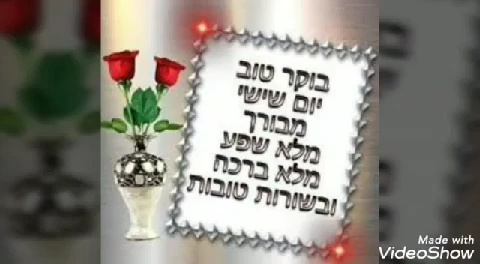 בוקר טוב
יום שישי
מבורך
מלא שפע
מלא ברכה
ובשורות טובות
Made with
VideoShow